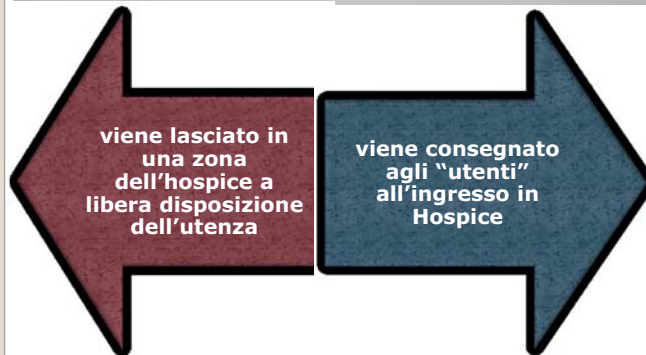 viene lasciato in
una zona
dell’hospice a
libera disposizione
dell’utenza
viene consegnato
agli “utenti”
all’ingresso in
Hospice